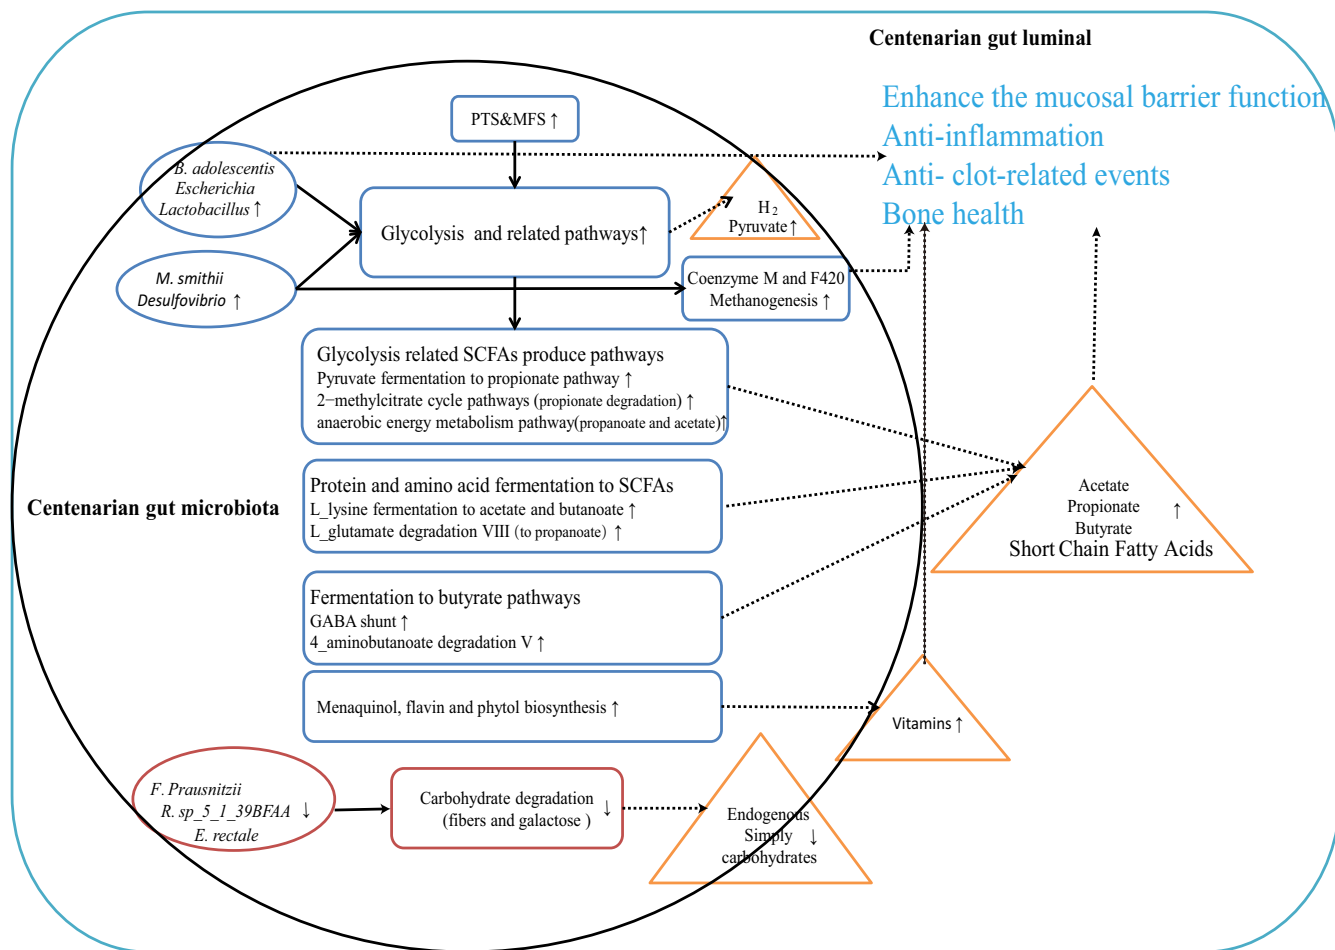 Centenarian gut luminal
Enhance the mucosal barrier function
Anti-inflammation
Anti- clot-related events
Bone health
PTS&MFS ↑
B. adolescentis
Escherichia
Lactobacillus ↑
Glycolysis and related pathways↑
H2
Pyruvate↑
M. smithii
Desulfovibrio ↑
Coenzyme M and F420
Methanogenesis ↑
Glycolysis related SCFAs produce pathways
Pyruvate fermentation to propionate pathway ↑
2−methylcitrate cycle pathways (propionate degradation) ↑
anaerobic energy metabolism pathway(propanoate and acetate)↑
Centenarian gut microbiota
Protein and amino acid fermentation to SCFAs
L_lysine fermentation to acetate and butanoate ↑
L_glutamate degradation VIII (to propanoate) ↑
Acetate
Propionate ↑
Butyrate
Short Chain Fatty Acids
Fermentation to butyrate pathways
GABA shunt ↑
4_aminobutanoate degradation V ↑
Menaquinol, flavin and phytol biosynthesis ↑
Vitamins ↑
F. Prausnitzii
R. sp_5_1_39BFAA ↓
E. rectale
Carbohydrate degradation ↓
(fibers and galactose )
Endogenous
Simply ↓
carbohydrates